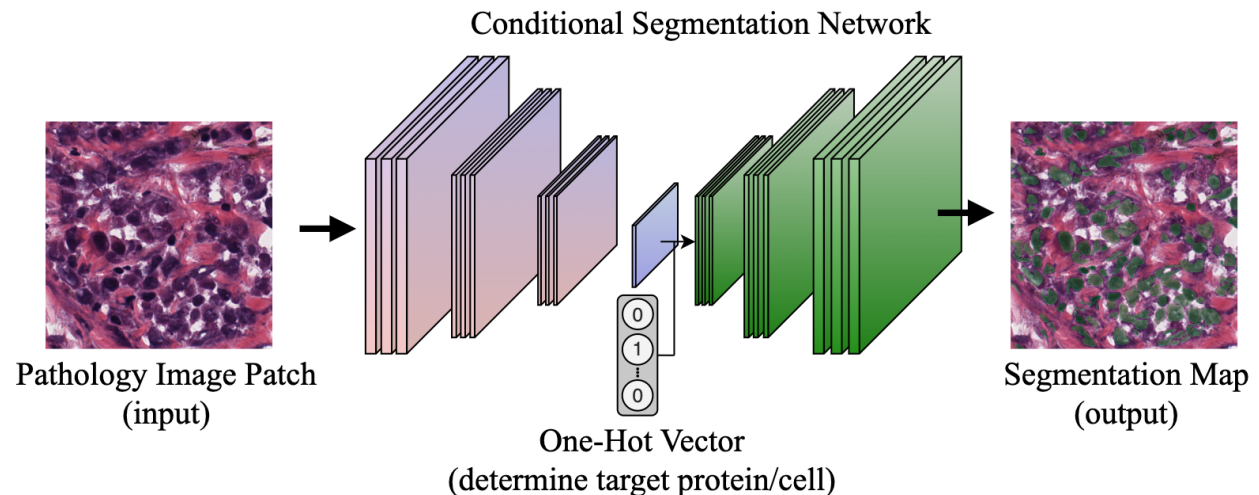 Conditional Segmentation Network
Pathology Image Patch
(input)
0
1
0
One-Hot Vector
(determine target protein/cell)
Segmentation Map
(output)